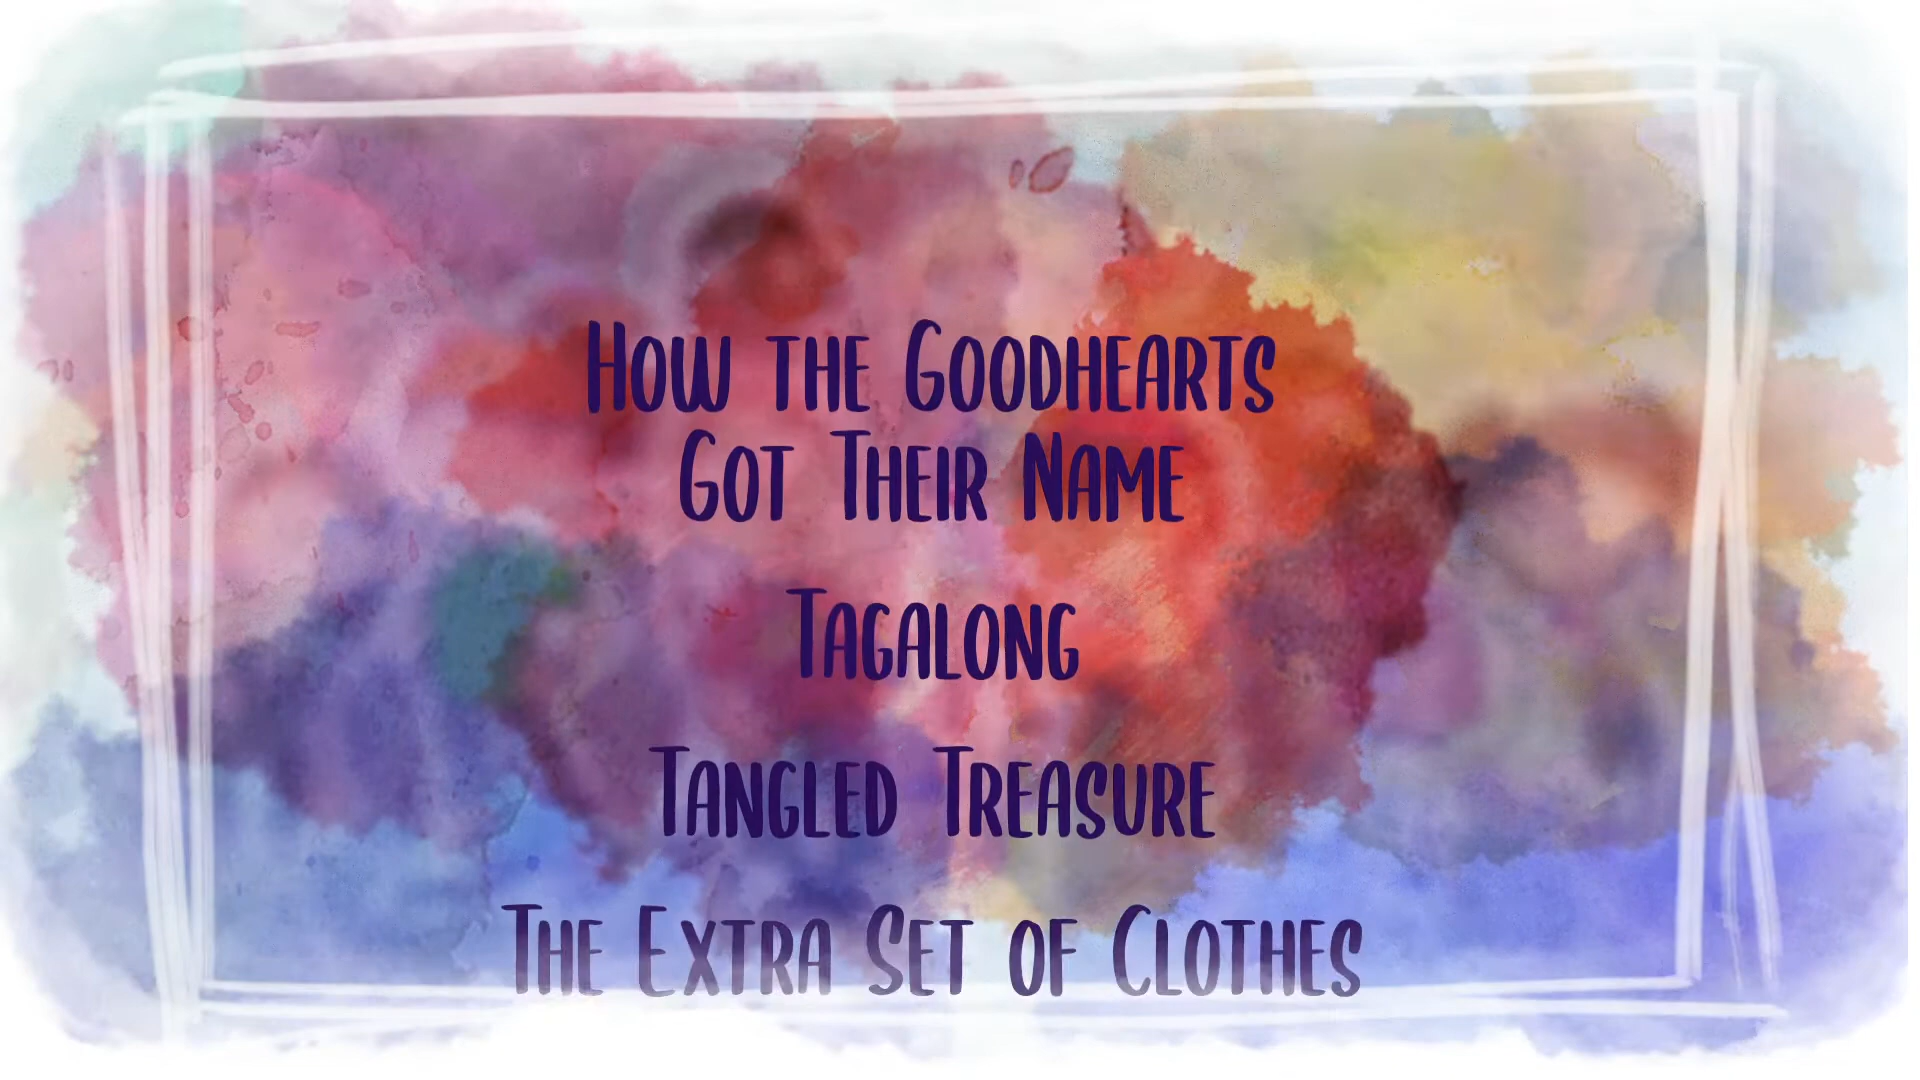 How the Goodhearts
Got Their Name
Tagalong
Tangled Treasure
The Extra Set of Clothes